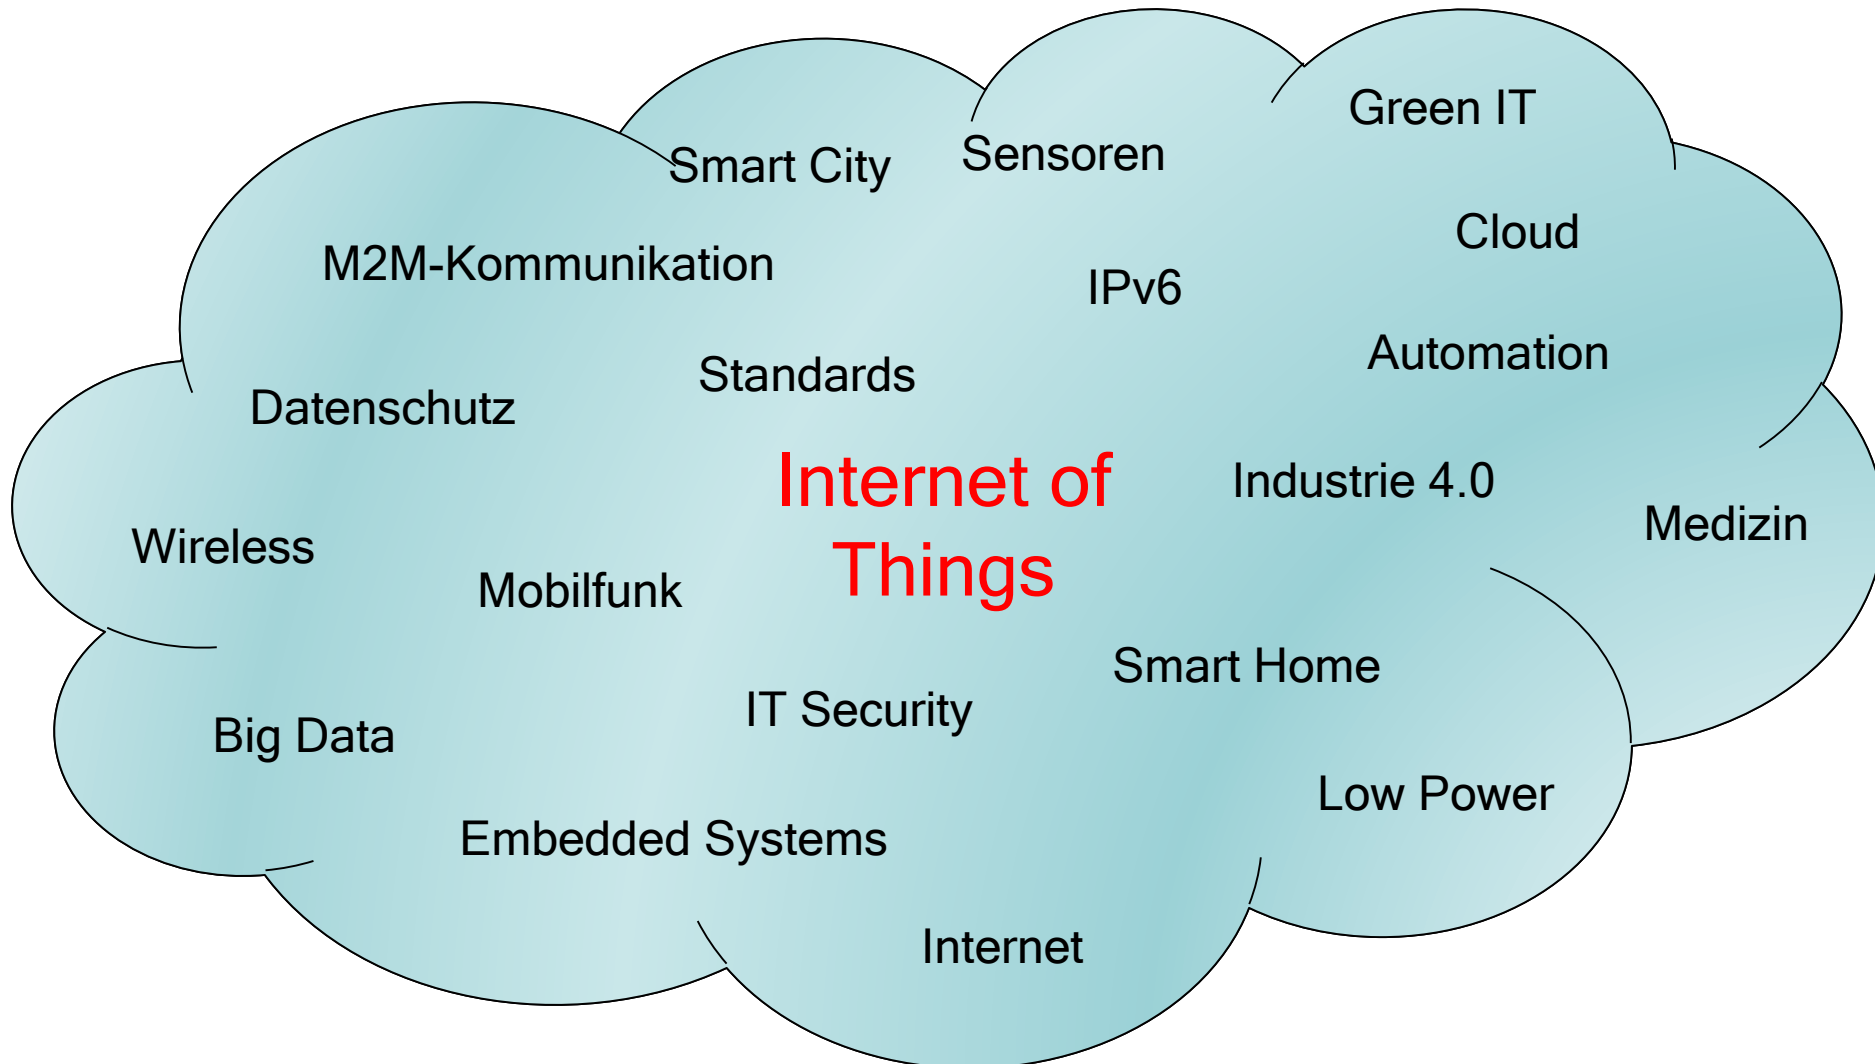 Green IT
Smart City
Sensoren
Cloud
M2M-Kommunikation
IPv6
Standards
Automation
Datenschutz
Internet of
Things
Industrie 4.0
Medizin
Wireless
Mobilfunk
Smart Home
IT Security
Big Data
Low Power
Embedded Systems
Internet